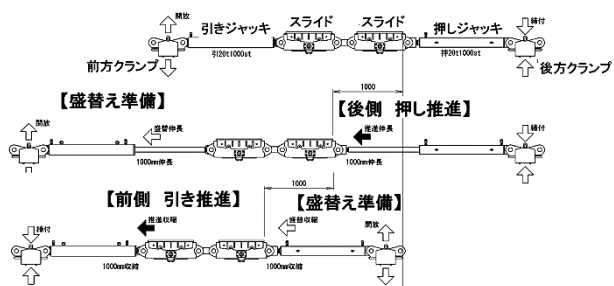 開放
引きジャッキ
スライド
スライド
押しジャッキ
締付
前方クランプ
引20t1000st
押20t1000st
後方クランプ
1000
【盛替え準備】
【後側 押し推進】
開放
盛替伸長
推進伸長
締付
1000mm伸長
1000mm伸長
1000
【前側 引き推進】
【盛替え準備】
締付
推進収縮
盛替収縮
開放
1000mm収縮
1000mm収縮